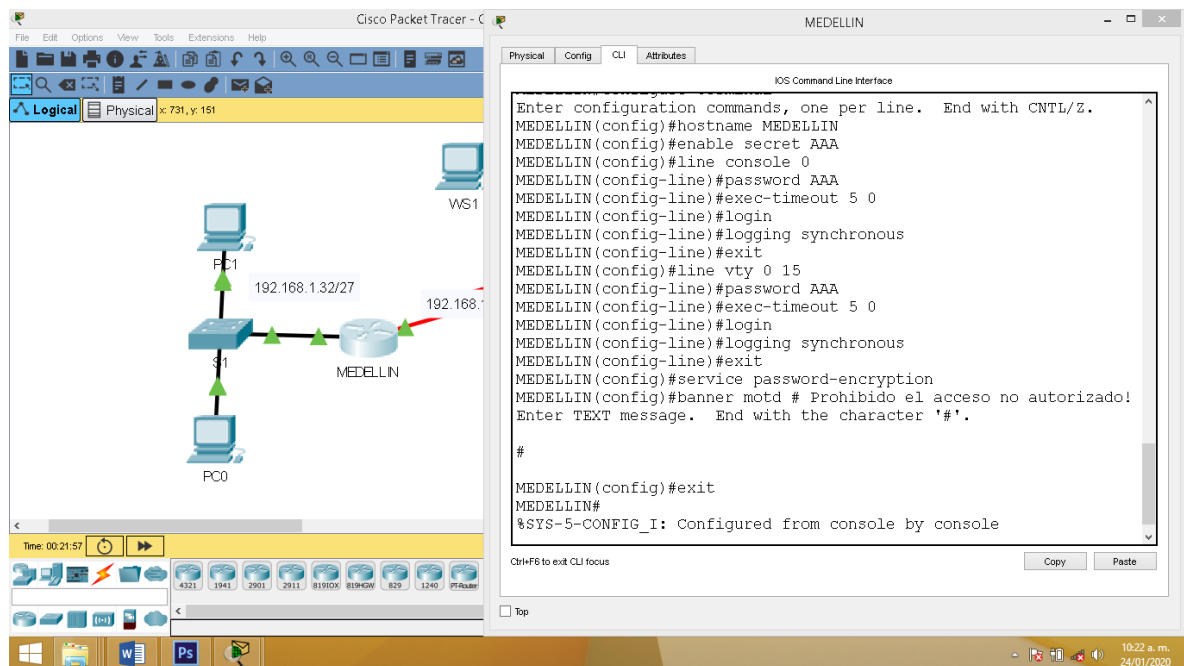 Cisco Packet Tracer - C
File Edit Options View Tools Extensions Help
Logical Physical x: 731, y: 151
WS1
PC1
192.168.1.32/27
192.168.1
S1
MEDELLIN
PC0
Time: 00:21:57
4321 1941 2901 2911 819IOX 819HGW 829 1240 PT-Router
MEDELLIN
Physical Config CLI Attributes
IOS Command Line Interface
Enter configuration commands, one per line. End with CNTL/Z.
MEDELLIN(config)#hostname MEDELLIN
MEDELLIN(config)#enable secret AAA
MEDELLIN(config)#line console 0
MEDELLIN(config-line)#password AAA
MEDELLIN(config-line)#exec-timeout 5 0
MEDELLIN(config-line)#login
MEDELLIN(config-line)#logging synchronous
MEDELLIN(config-line)#exit
MEDELLIN(config)#line vty 0 15
MEDELLIN(config-line)#password AAA
MEDELLIN(config-line)#exec-timeout 5 0
MEDELLIN(config-line)#login
MEDELLIN(config-line)#logging synchronous
MEDELLIN(config-line)#exit
MEDELLIN(config)#service password-encryption
MEDELLIN(config)#banner motd # Prohibido el acceso no autorizado!
Enter TEXT message. End with the character '#'.
#
MEDELLIN(config)#exit
MEDELLIN#
%SYS-5-CONFIG_I: Configured from console by console
Ctrl+F6 to exit CLI focus
Copy Paste
Top
Ps
10:22 a. m.
24/01/2020